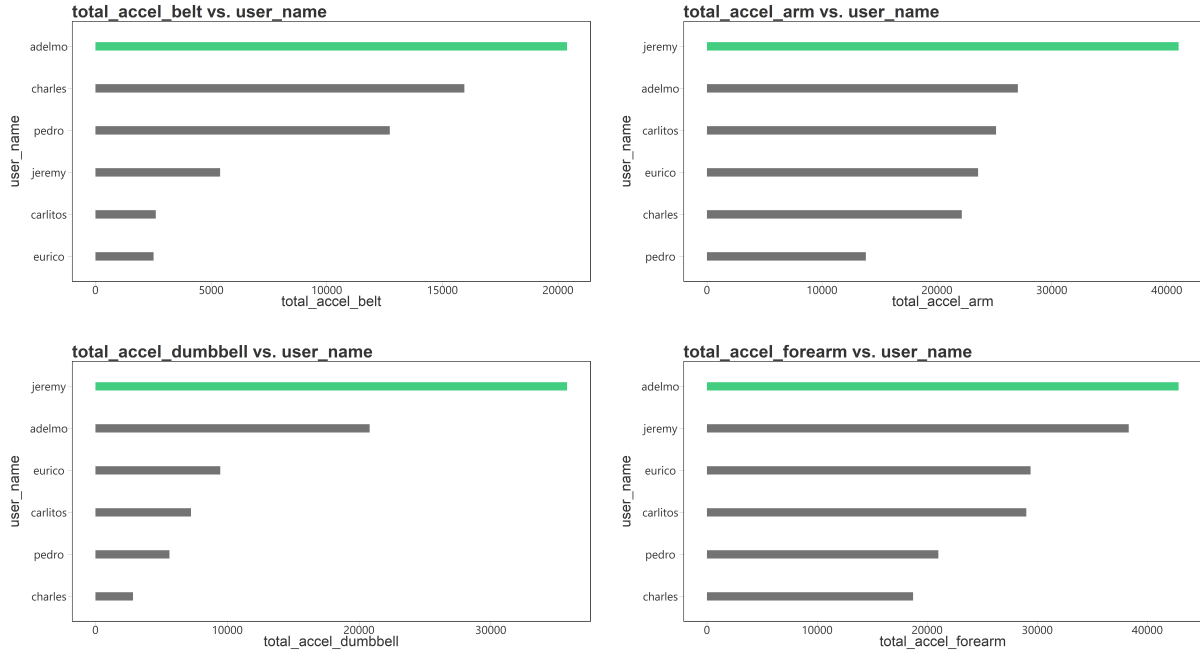 total_accel_belt vs. user_name
user_name
adelmo
charles
pedro
jeremy
carlitos
eurico
0 5000 10000 15000 20000
total_accel_belt
total_accel_arm vs. user_name
user_name
jeremy
adelmo
carlitos
eurico
charles
pedro
0 10000 20000 30000 40000
total_accel_arm
total_accel_dumbbell vs. user_name
user_name
jeremy
adelmo
eurico
carlitos
pedro
charles
0 10000 20000 30000
total_accel_dumbbell
total_accel_forearm vs. user_name
user_name
adelmo
jeremy
eurico
carlitos
pedro
charles
0 10000 20000 30000 40000
total_accel_forearm